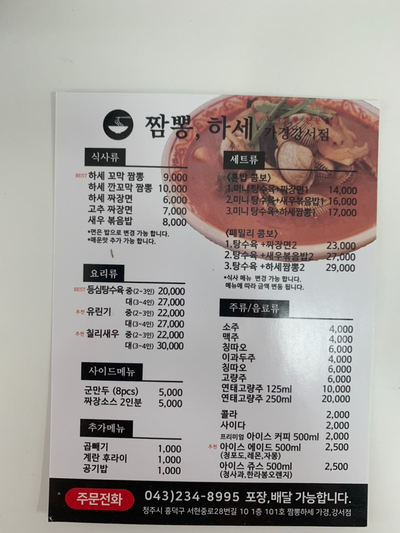 짬뽕, 하세 가경강서점
식사류
BEST 하세 꼬막 짬뽕 9,000
하세 깐꼬막 짬뽕 10,000
하세 짜장면 6,000
고추 짜장면 7,000
새우 볶음밥 8,000
*면은 밥으로 변경 가능 합니다.
*매운맛 추가 가능 합니다.
요리류
BEST 등심탕수육 중(2~3인) 20,000
대(3~4인) 27,000
추천 유린기 중(2~3인) 22,000
대(3~4인) 27,000
추천 칠리새우 중(2~3인) 22,000
대(3~4인) 30,000
사이드메뉴
군만두 (8pcs) 5,000
짜장소스 2인분 5,000
추가메뉴
곱빼기 1,000
계란 후라이 1,000
공기밥 1,000
세트류
<혼밥 콤보>
1.미니 탕수육+짜장면1 14,000
2.미니 탕수육+새우볶음밥1 16,000
3.미니 탕수육+하세짬뽕1 17,000
<패밀리 콤보>
1.탕수육 +짜장면2 23,000
2.탕수육 +새우볶음밥2 27,000
3.탕수육 +하세짬뽕2 29,000
*식사 메뉴 변경 가능 합니다.
메뉴에 따라 금액 변동 됩니다.
주류/음료류
소주 4,000
맥주 4,000
칭따오 6,000
이과두주 4,000
칭따오 6,000
고량주 6,000
연태고량주 125ml 10,000
연태고량주 250ml 20,000
콜라 2,000
사이다 2,000
프리미엄 아이스 커피 500ml 2,000
추천 아이스 에이드 500ml 2,500
(청포도,레몬,자몽)
아이스 쥬스 500ml 2,500
(청사과,한라봉오렌지)
주문전화 043)234-8995 포장,배달 가능합니다.
청주시 흥덕구 서현중로28번길 10 1층 101호 짬뽕하세 가경,강서점